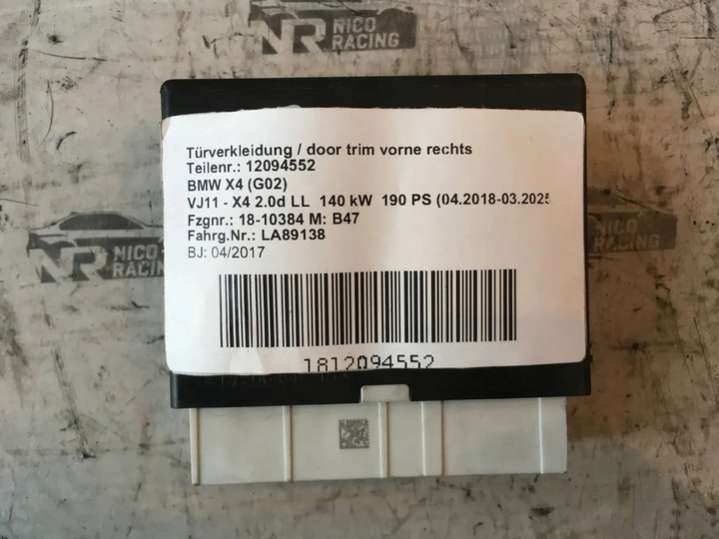 NR NICO RACING
NICO RACING
Türverkleidung / door trim vorne rechts
Teilenr.: 12094552
BMW X4 (G02)
VJ11 - X4 2.0d LL 140 kW 190 PS (04.2018-03.2025
Fzgnr.: 18-10384 M: B47
Fahrg.Nr.: LA89138
BJ: 04/2017
NR NICO RACING
1812094552